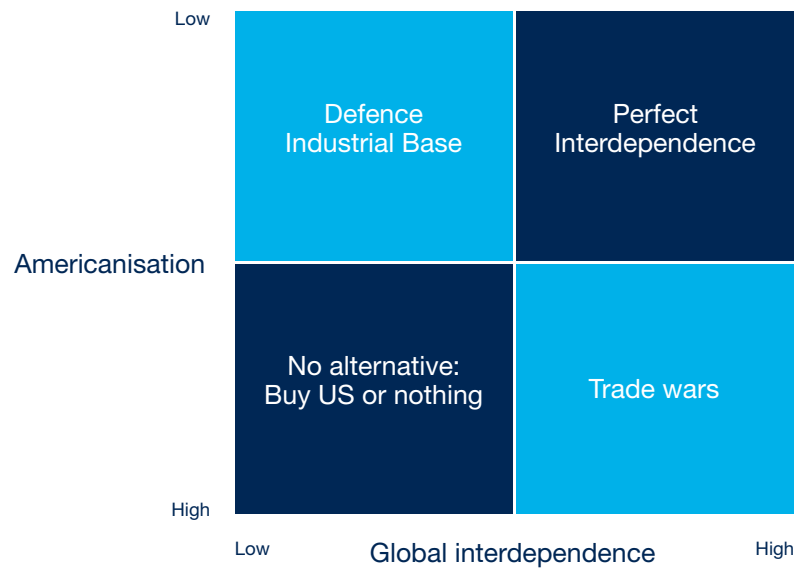 Low
Defence
Industrial Base
Perfect
Interdependence
Americanisation
No alternative:
Buy US or nothing
Trade wars
High
Low
Global interdependence
High